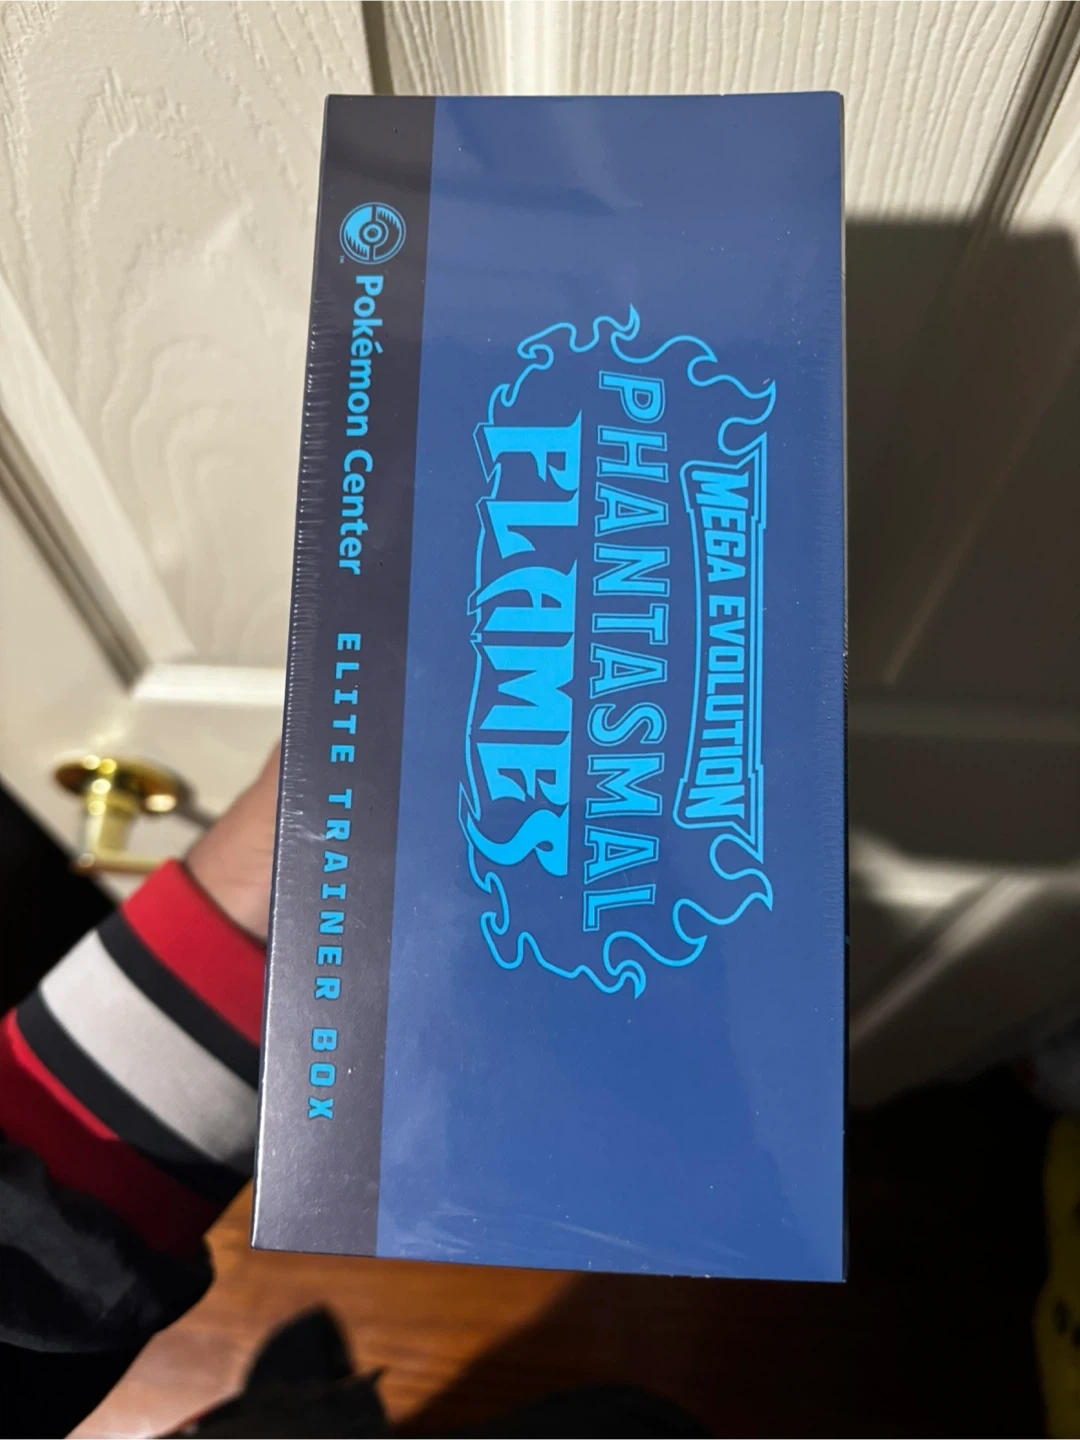 MEGA EVOLUTION
PHANTASMAL
FLAMES
Pokémon Center ELITE TRAINER BOX